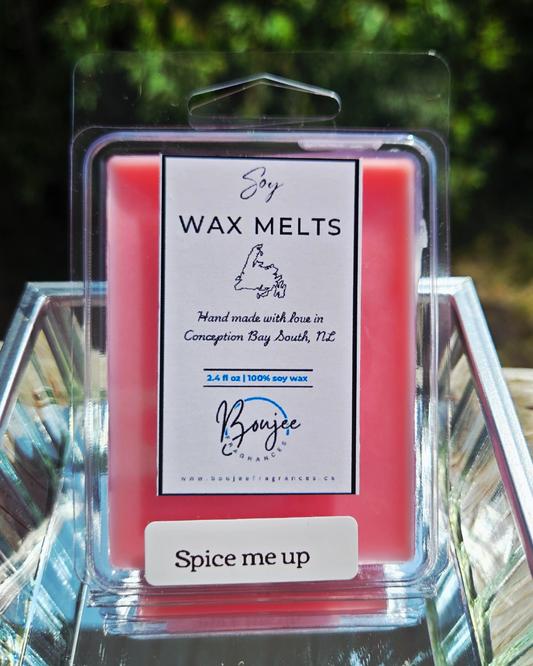 Soy
WAX MELTS
Hand made with love in
Conception Bay South, NL
2.4 fl oz | 100% soy wax
Boujee
FRAGRANCES
www.boujeefragrances.ca
Spice me up